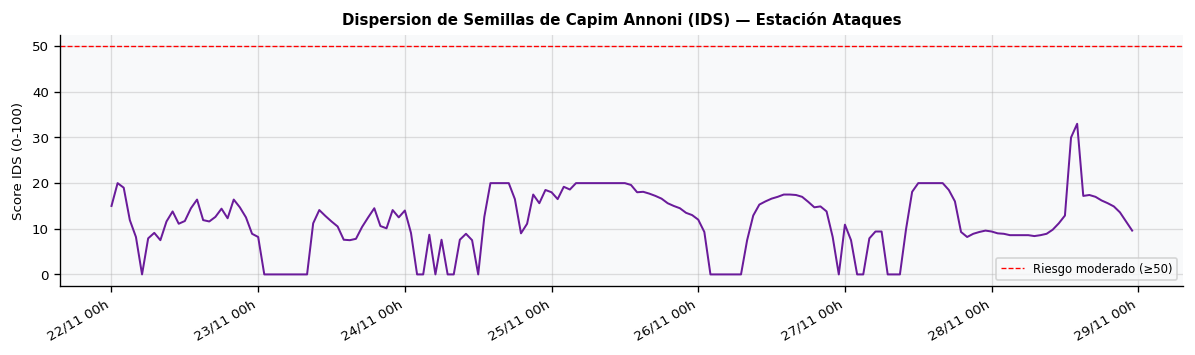 Dispersion de Semillas de Capim Annoni (IDS) — Estación Ataques
Score IDS (0-100)
50
40
30
20
10
0
Riesgo moderado (≥50)
22/11 00h
23/11 00h
24/11 00h
25/11 00h
26/11 00h
27/11 00h
28/11 00h
29/11 00h